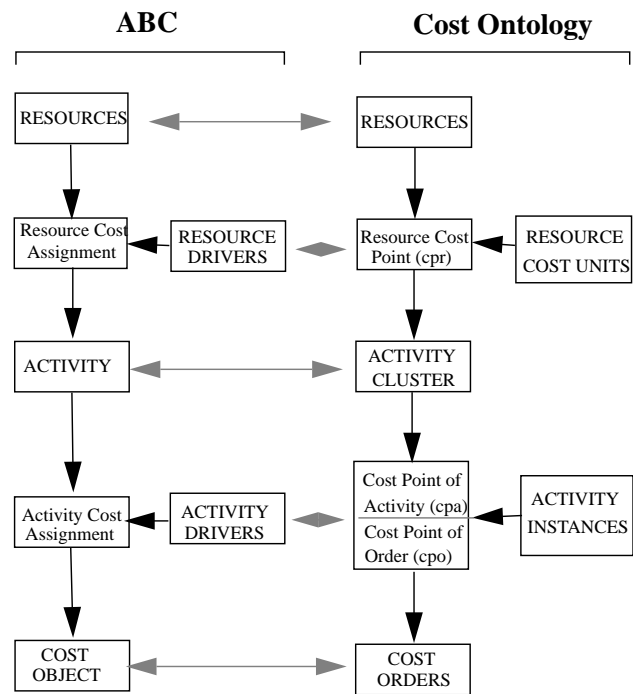 ABC
Cost Ontology
RESOURCES
RESOURCES
Resource Cost
Assignment
RESOURCE
DRIVERS
Resource Cost
Point (cpr)
RESOURCE
COST UNITS
ACTIVITY
ACTIVITY
CLUSTER
Activity Cost
Assignment
ACTIVITY
DRIVERS
Cost Point of
Activity (cpa)
Cost Point of
Order (cpo)
ACTIVITY
INSTANCES
COST
OBJECT
COST
ORDERS